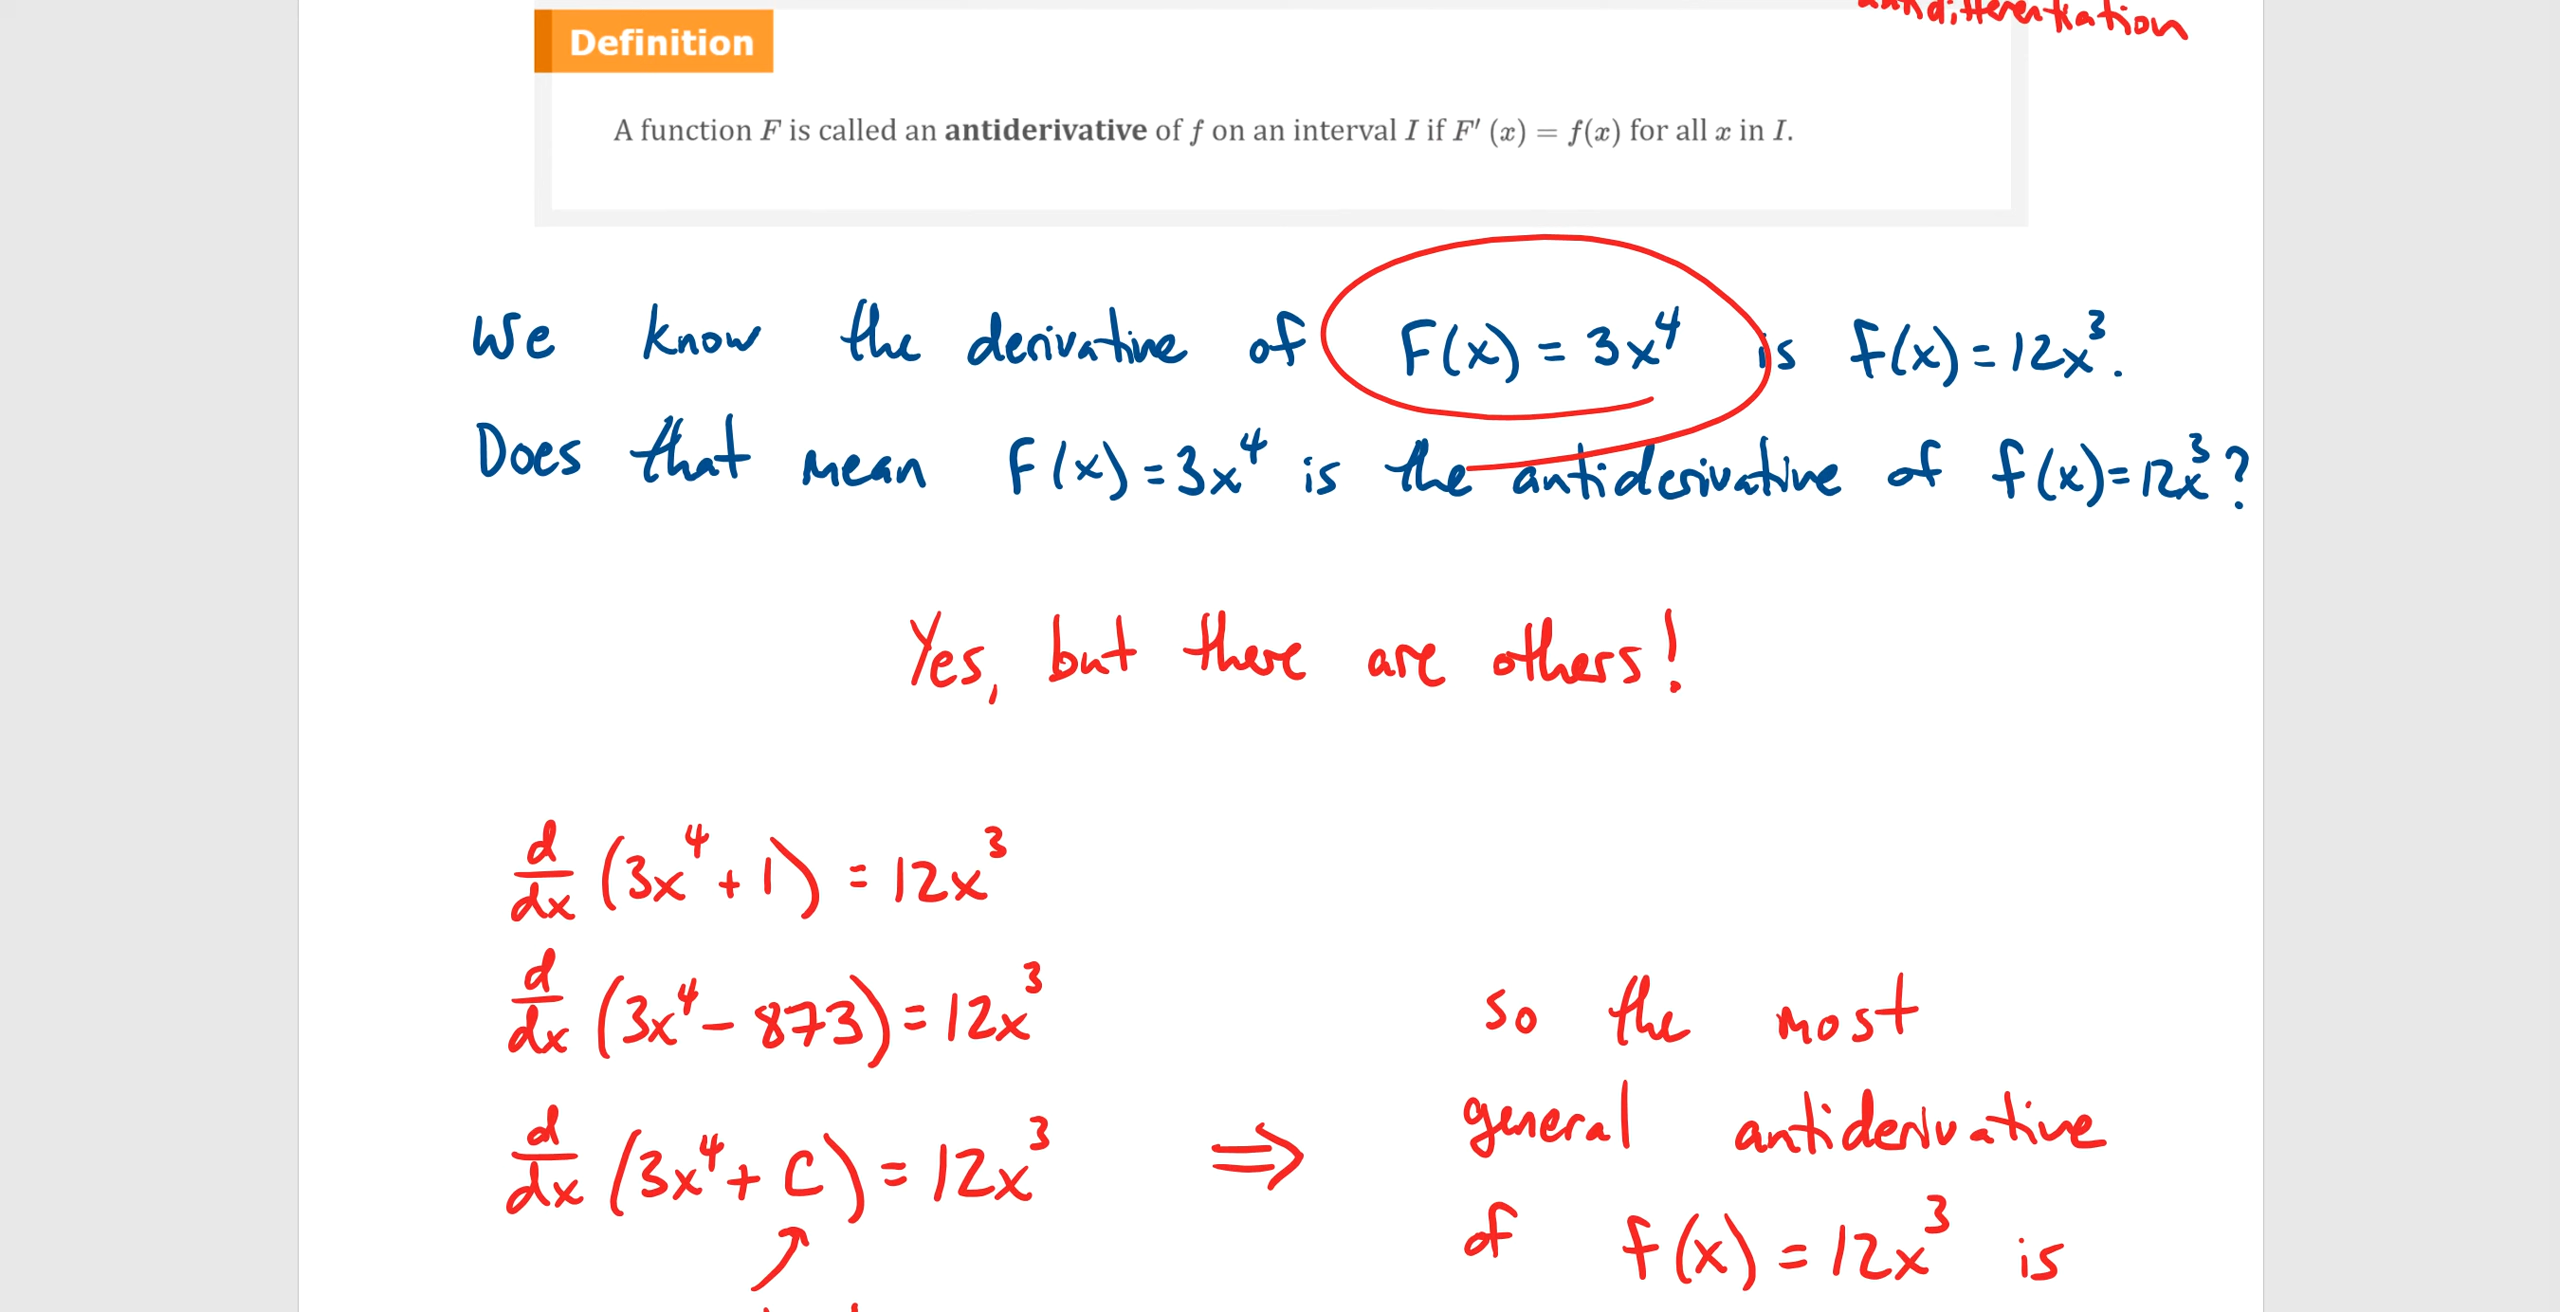 antidifferentiation
Definition
A function F is called an antiderivative of f on an interval I if F′ (x) = f(x) for all x in I.
We know the derivative of F(x) = 3x⁴ is f(x) = 12x³.
Does that mean F(x) = 3x⁴ is the antiderivative of f(x) = 12x³?
Yes, but there are others!
d/dx (3x⁴ + 1) = 12x³
d/dx (3x⁴ - 873) = 12x³
so the most
general antiderivative
d/dx (3x⁴ + C) = 12x³ ⇒
of f(x) = 12x³ is